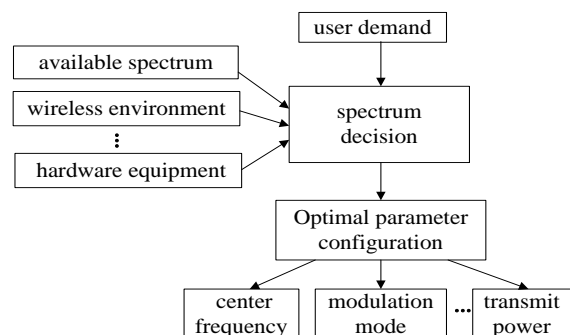 user demand
available spectrum
wireless environment
hardware equipment
spectrum
decision
Optimal parameter
configuration
center
frequency
modulation
mode
transmit
power